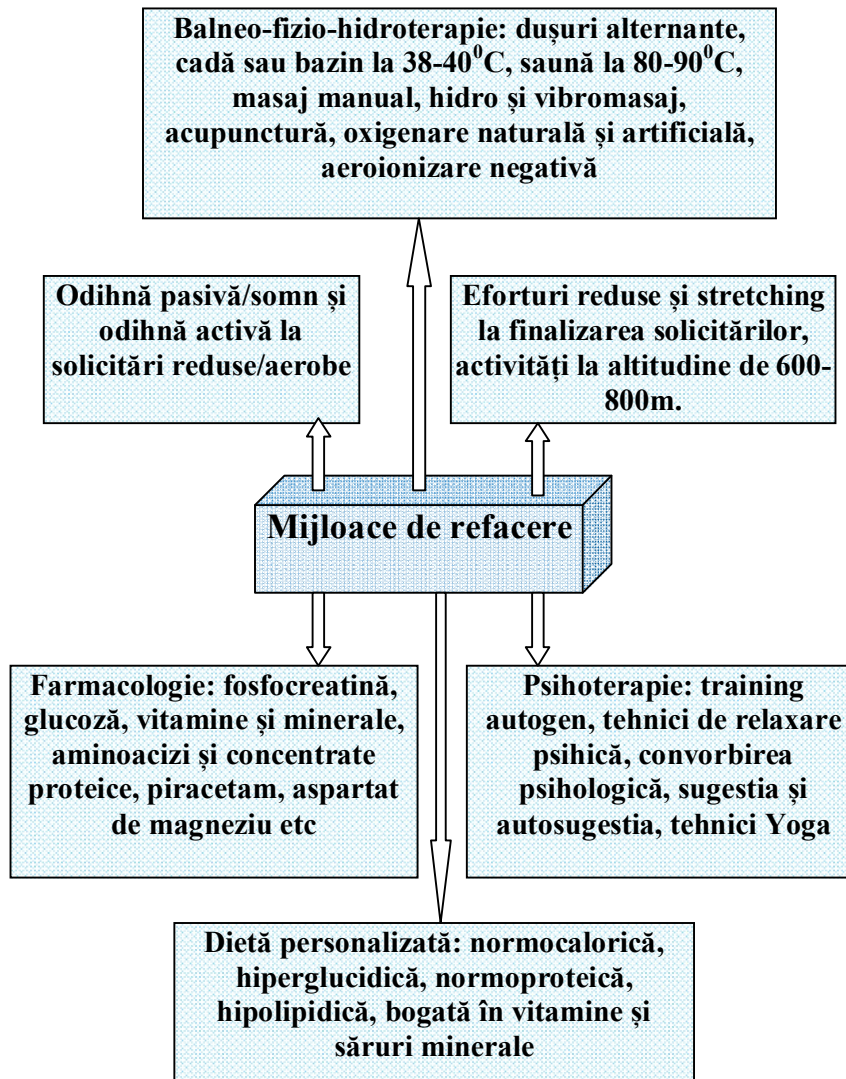 Balneo-fizio-hidroterapie: dușuri alternante,
cadă sau bazin la 38-40⁰C, saună la 80-90⁰C,
masaj manual, hidro și vibromasaj,
acupunctură, oxigenare naturală și artificială,
aeroionizare negativă
Odihnă pasivă/somn și
odihnă activă la
solicitări reduse/aerobe
Eforturi reduse și stretching
la finalizarea solicitărilor,
activități la altitudine de 600-
800m.
Mijloace de refacere
Farmacologie: fosfocreatină,
glucoză, vitamine și minerale,
aminoacizi și concentrate
proteice, piracetam, aspartat
de magneziu etc
Psihoterapie: training
autogen, tehnici de relaxare
psihică, convorbirea
psihologică, sugestia și
autosugestia, tehnici Yoga
Dietă personalizată: normocalorică,
hiperglucidică, normoproteică,
hipolipidică, bogată în vitamine și
săruri minerale